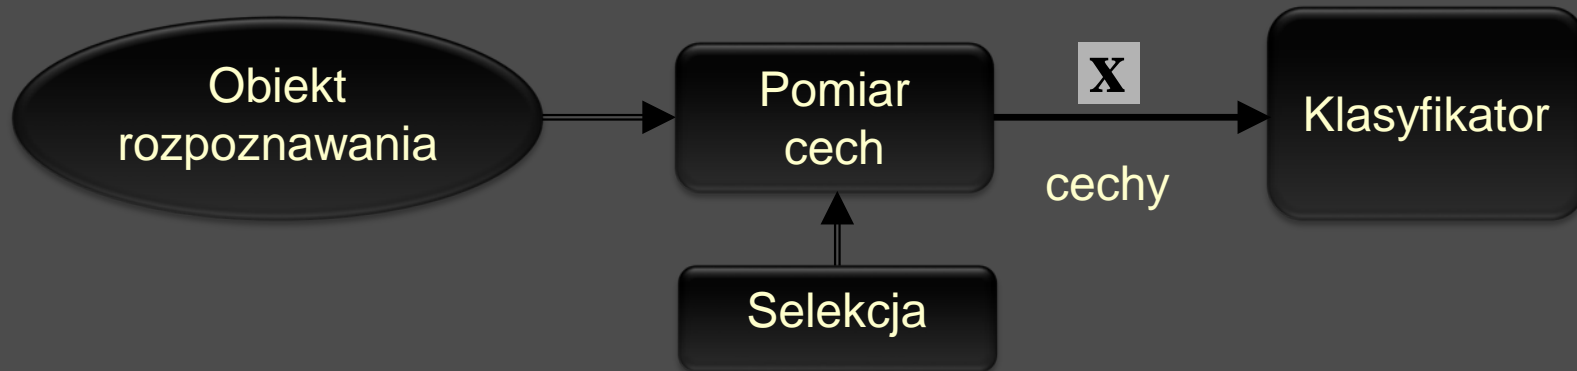 Obiekt
rozpoznawania
Pomiar
cech
x
cechy
Klasyfikator
Selekcja